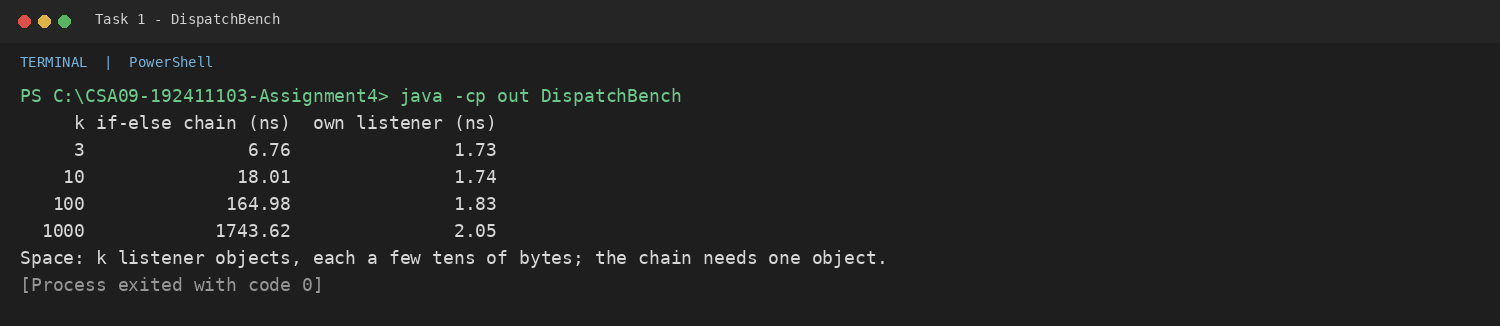 Task 1 - DispatchBench
TERMINAL | PowerShell
PS C:\CSA09-192411103-Assignment4> java -cp out DispatchBench
k if-else chain (ns) own listener (ns)
3 6.76 1.73
10 18.01 1.74
100 164.98 1.83
1000 1743.62 2.05
Space: k listener objects, each a few tens of bytes; the chain needs one object.
[Process exited with code 0]